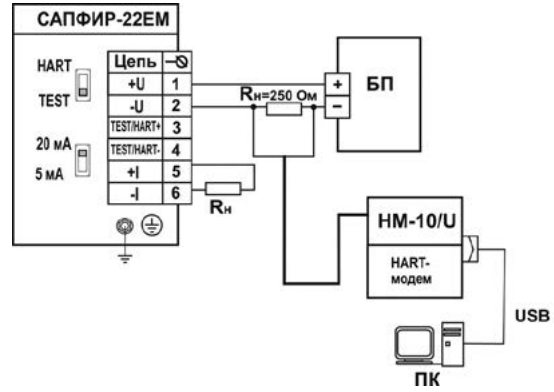 САПФИР-22ЕМ
HART
TEST
20 мА
5 мА
Цепь
+U 1
-U 2
TEST/HART+ 3
TEST/HART- 4
+I 5
-I 6
Rн=250 Ом
Rн
+
−
БП
НМ-10/U
HART-
модем
USB
ПК